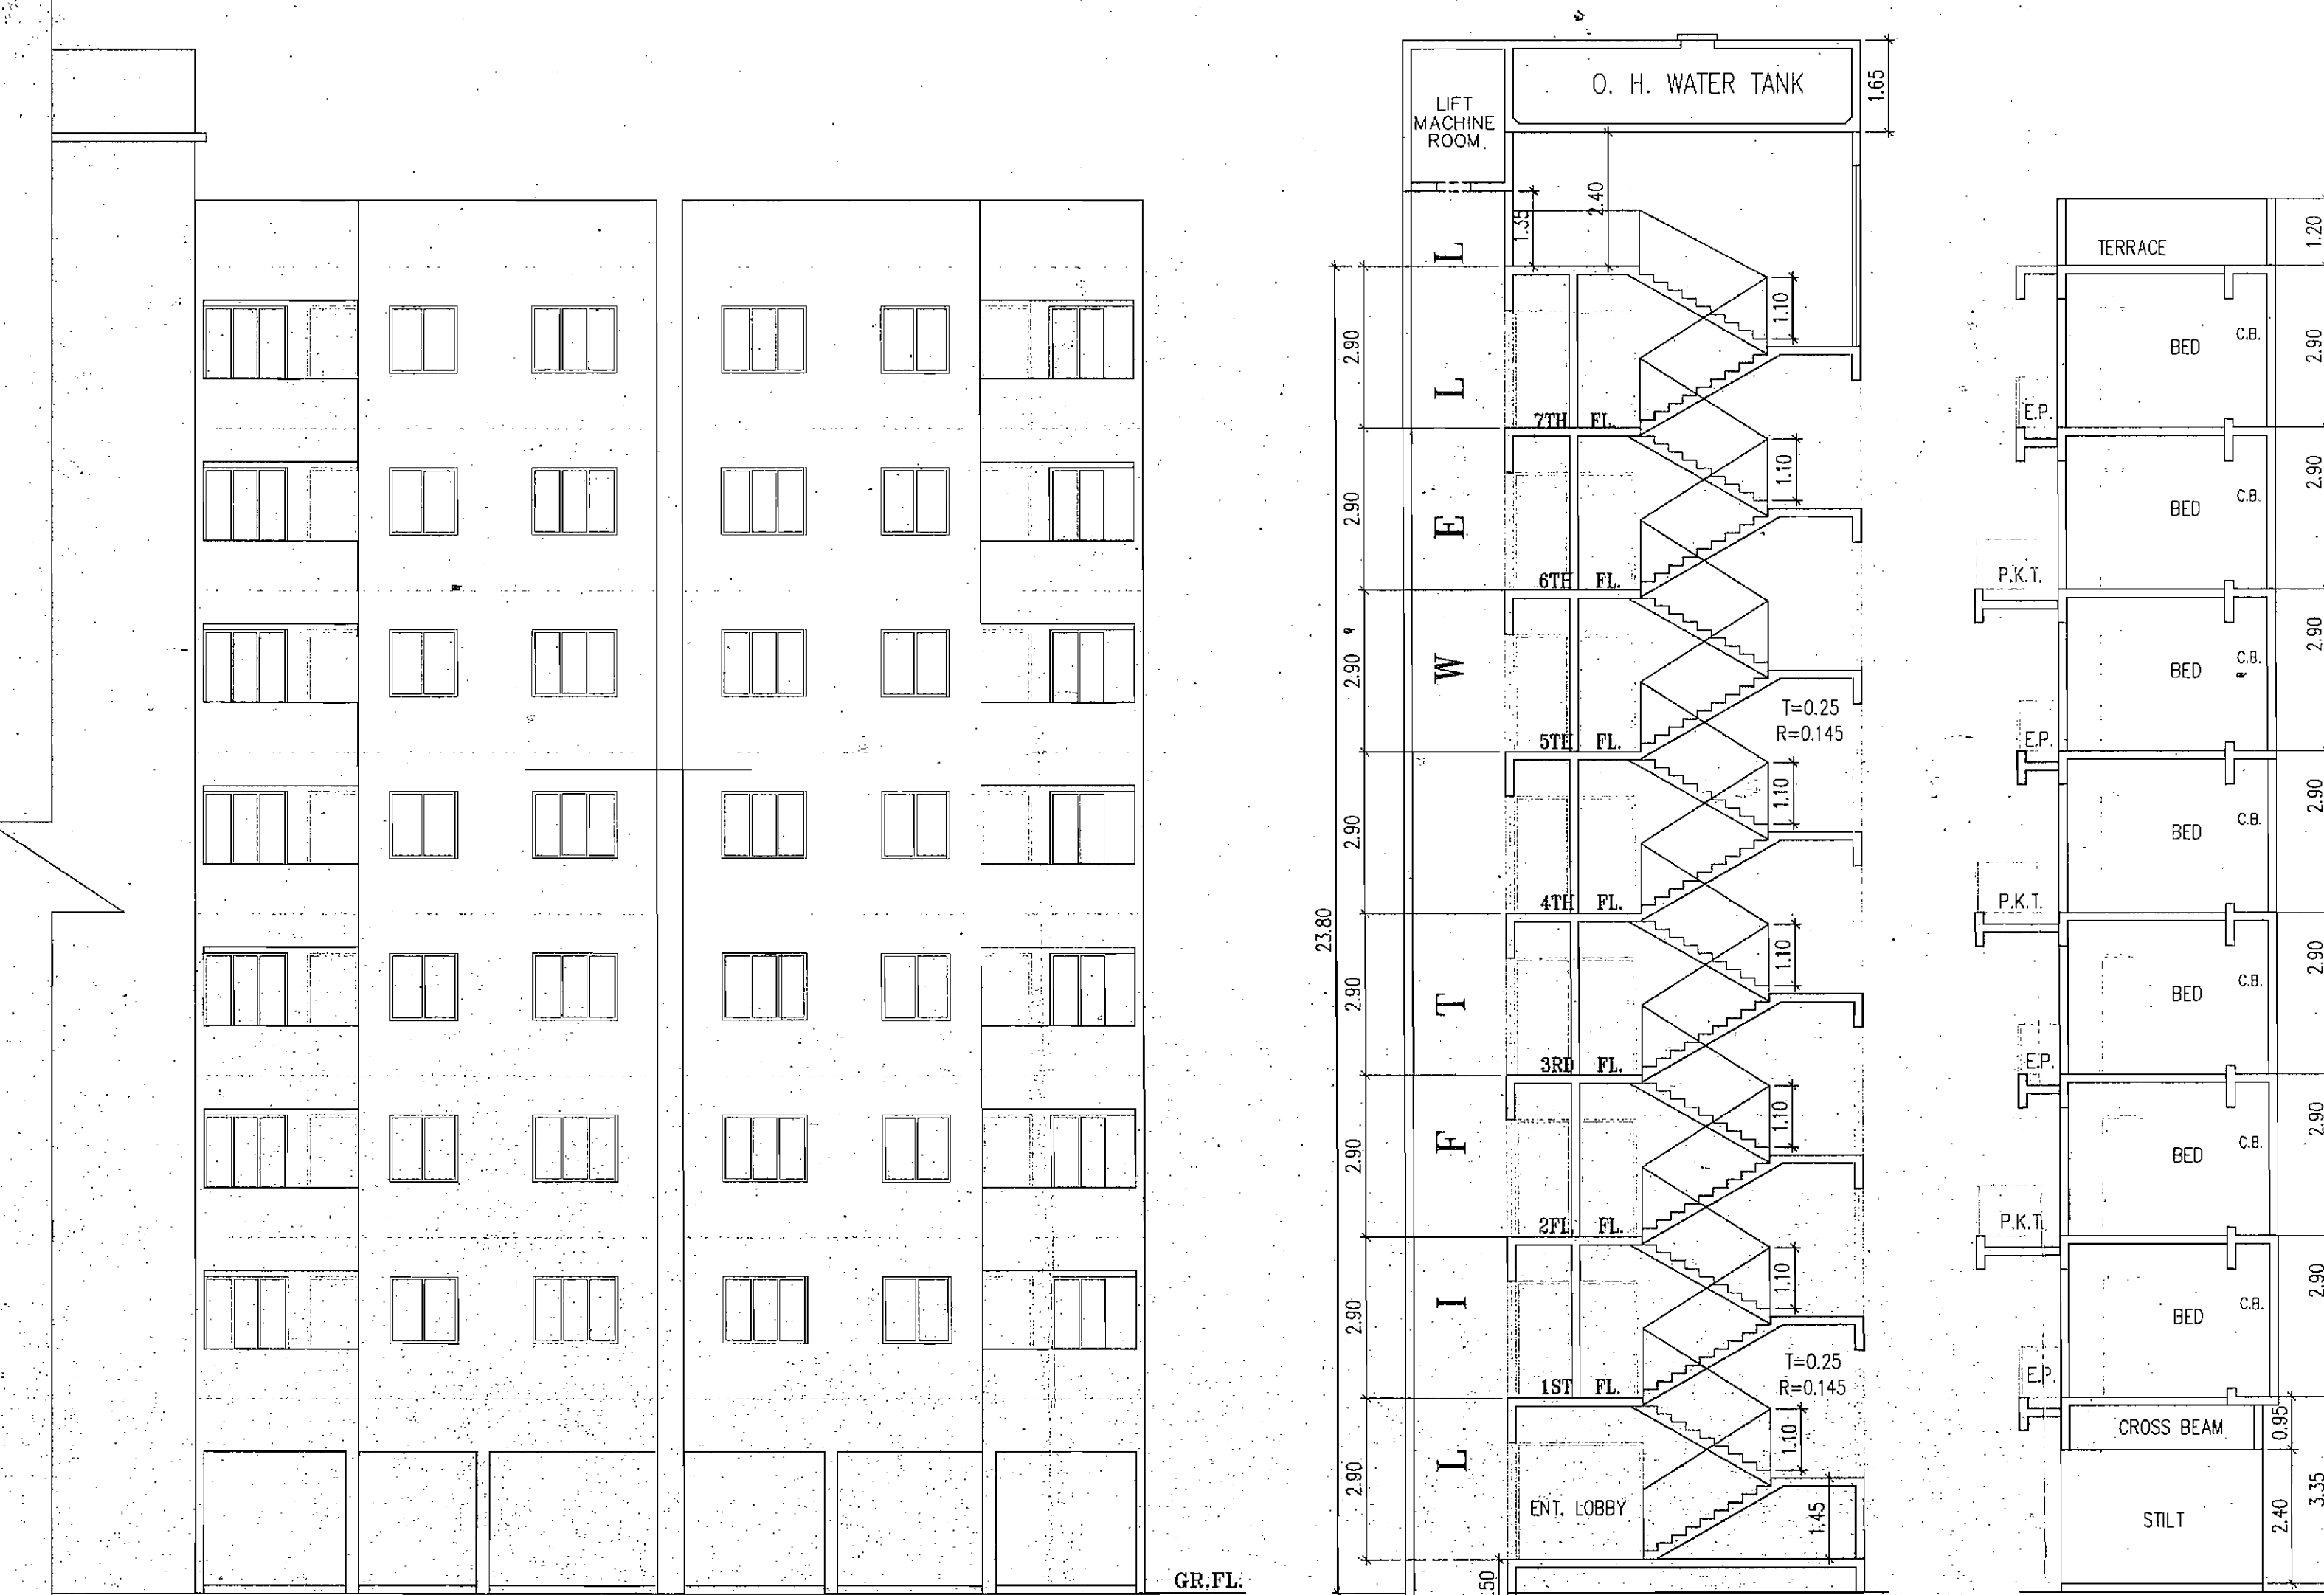 O. H. WATER TANK
1.65
LIFT
MACHINE
ROOM
2.40
1.35
1.20
TERRACE
L
1.10
2.90
2.90
BED
C.B.
L
E.P.
7TH FL.
1.10
2.90
2.90
BED
C.B.
E
P.K.T.
6TH FL.
2.90
2.90
BED
C.B.
W
T=0.25
R=0.145
E.P.
5TH FL.
1.10
2.90
2.90
BED
C.B.
P.K.T.
4TH FL.
23.80
1.10
2.90
2.90
BED
C.B.
T
E.P.
3RD FL.
1.10
2.90
2.90
BED
C.B.
F
P.K.T.
2FL. FL.
1.10
2.90
2.90
BED
C.B.
I
T=0.25
R=0.145
E.P.
1ST FL.
CROSS BEAM
0.95
1.10
2.90
L
ENT. LOBBY
1.45
STILT
2.40
3.35
GR.FL.
.50